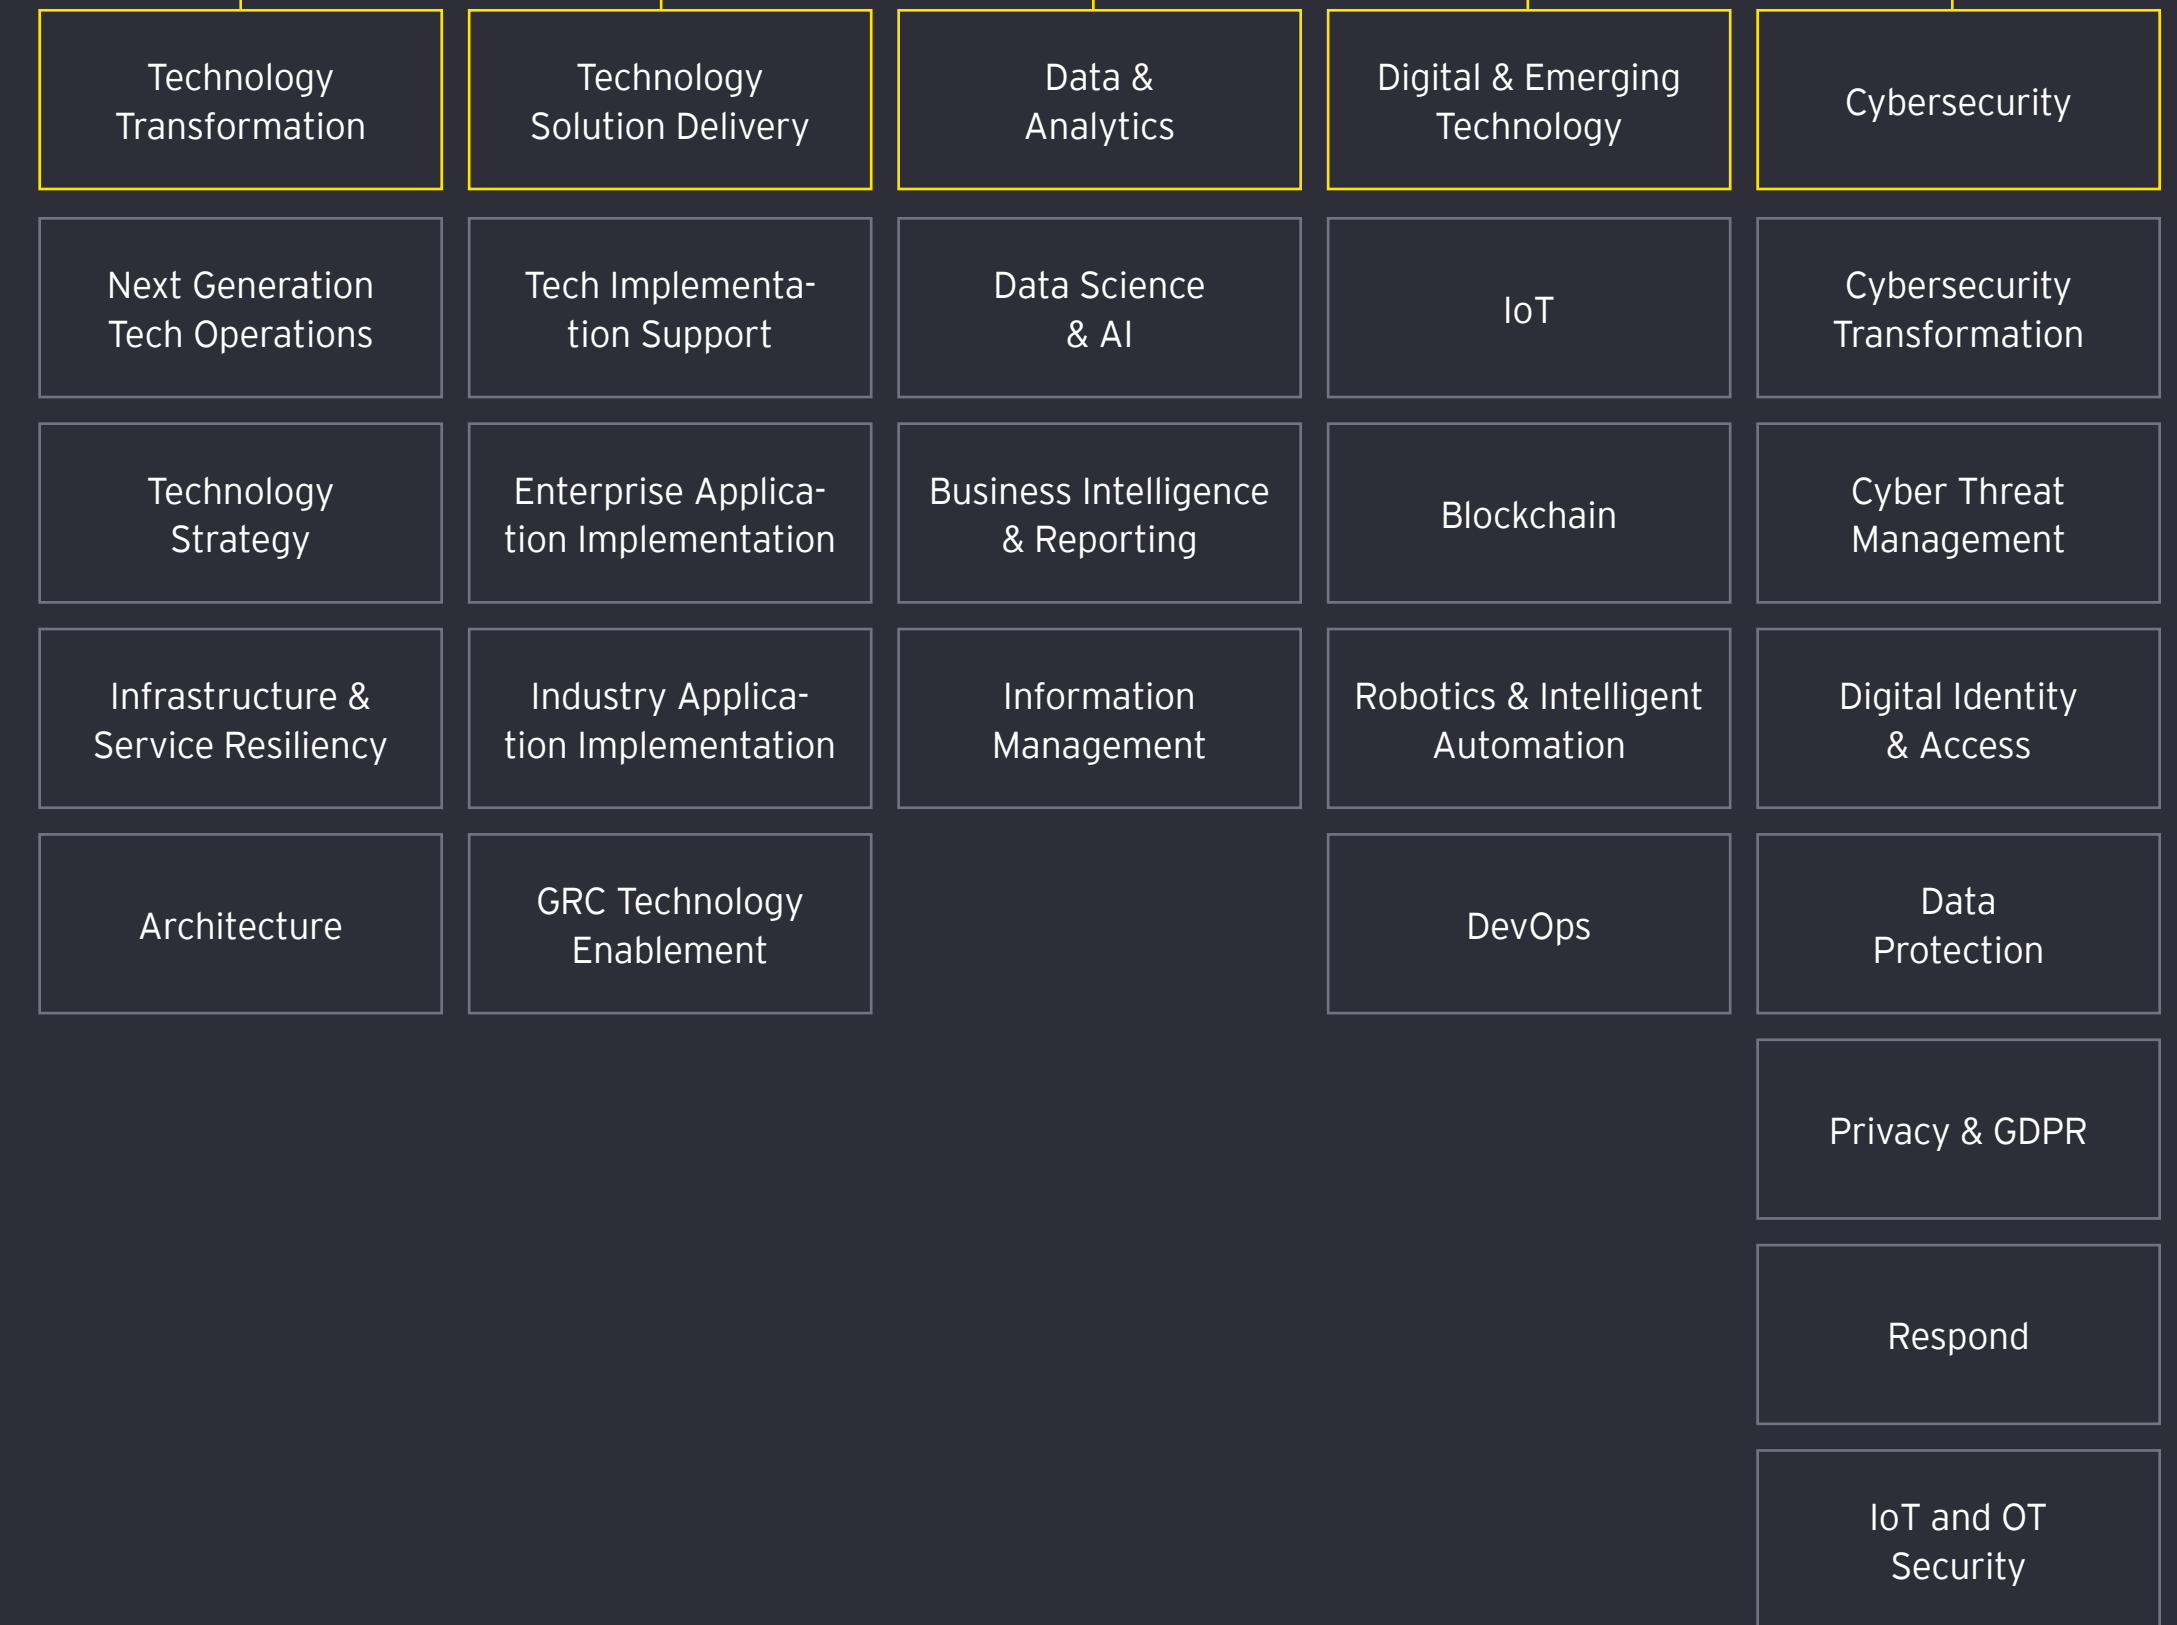 Technology
Transformation
Technology
Solution Delivery
Data &
Analytics
Digital & Emerging
Technology
Cybersecurity
Next Generation
Tech Operations
Tech Implementa-
tion Support
Data Science
& AI
IoT
Cybersecurity
Transformation
Technology
Strategy
Enterprise Applica-
tion Implementation
Business Intelligence
& Reporting
Blockchain
Cyber Threat
Management
Infrastructure &
Service Resiliency
Industry Applica-
tion Implementation
Information
Management
Robotics & Intelligent
Automation
Digital Identity
& Access
Architecture
GRC Technology
Enablement
DevOps
Data
Protection
Privacy & GDPR
Respond
IoT and OT
Security